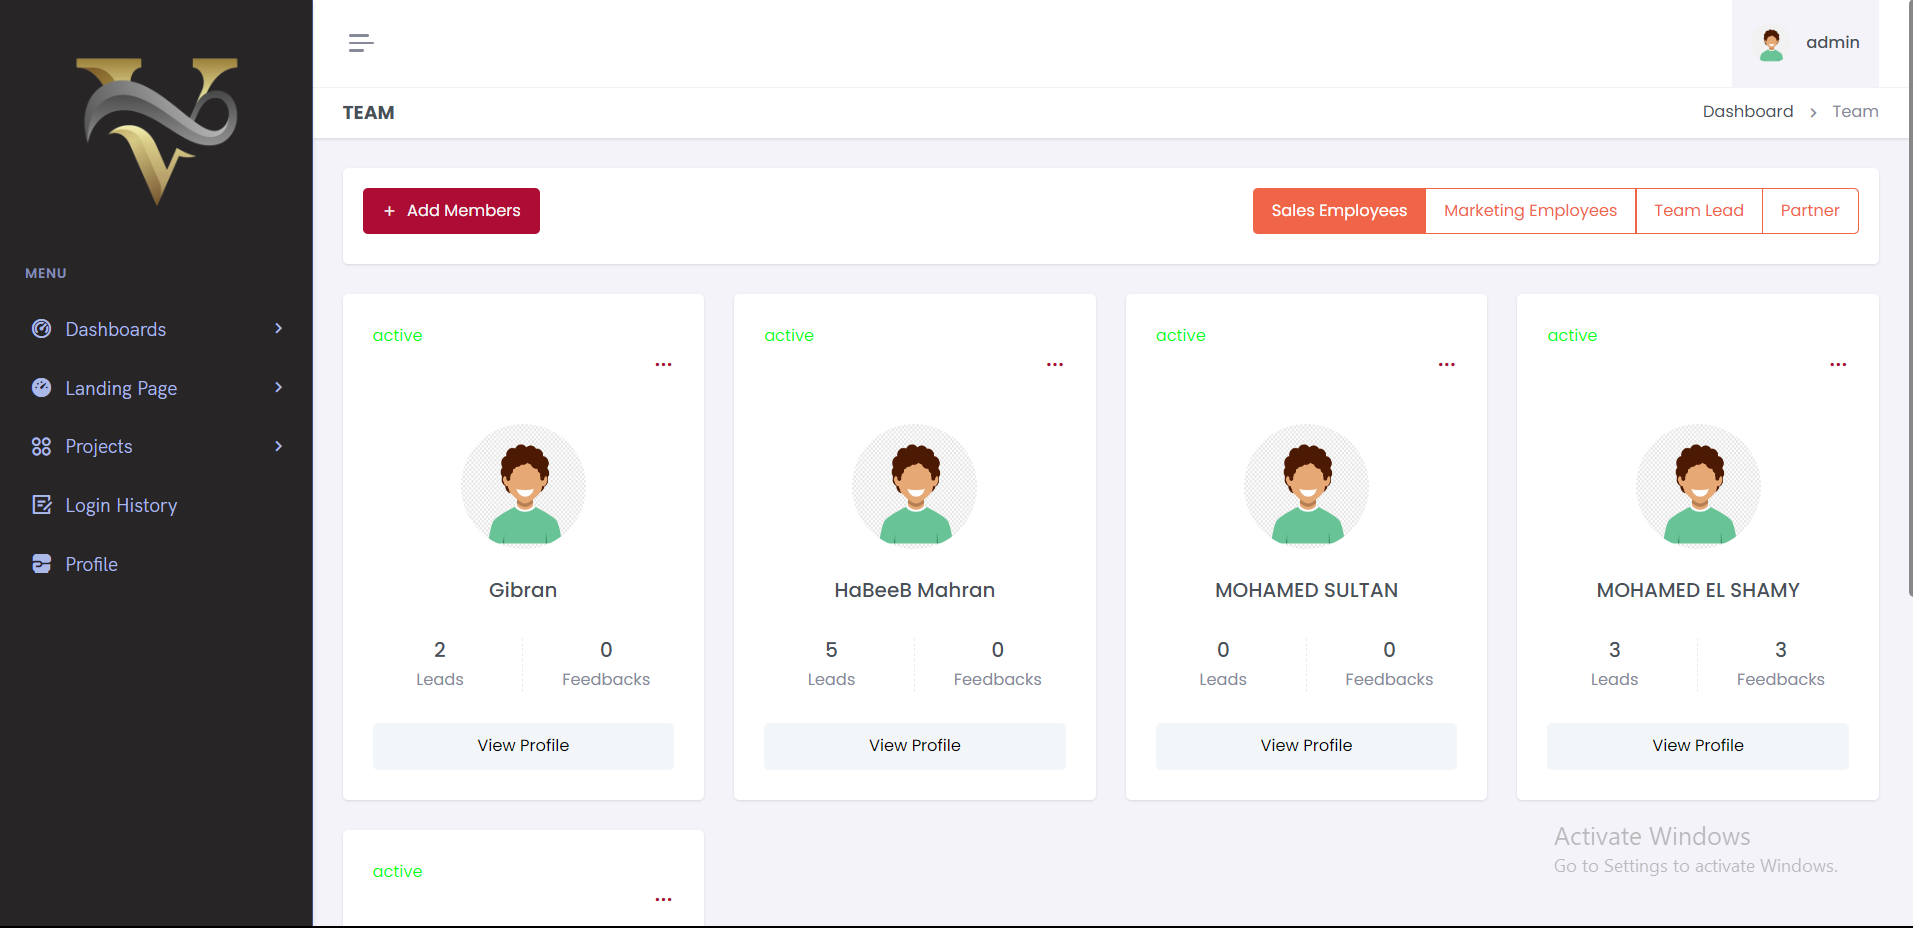 admin
TEAM
Dashboard > Team
+ Add Members
Sales Employees Marketing Employees Team Lead Partner
MENU
Dashboards
Landing Page
Projects
Login History
Profile
active active active active
... ... ... ...
Gibran HaBeeB Mahran MOHAMED SULTAN MOHAMED EL SHAMY
2 0 5 0 0 0 3 3
Leads Feedbacks Leads Feedbacks Leads Feedbacks Leads Feedbacks
View Profile View Profile View Profile View Profile
Activate Windows
Go to Settings to activate Windows.
active
...